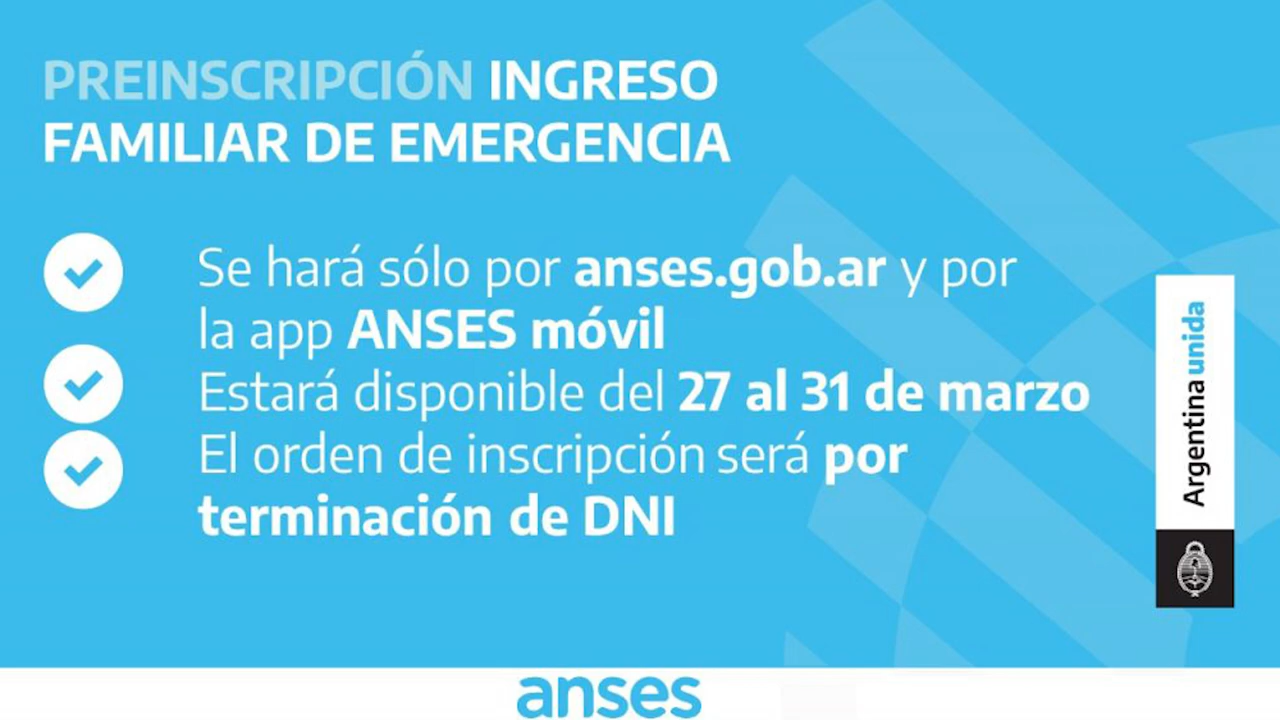 PREINSCRIPCIÓN INGRESO
FAMILIAR DE EMERGENCIA
Se hará sólo por anses.gob.ar y por
la app ANSES móvil
Estará disponible del 27 al 31 de marzo
El orden de inscripción será por
terminación de DNI
Argentina unida
anses